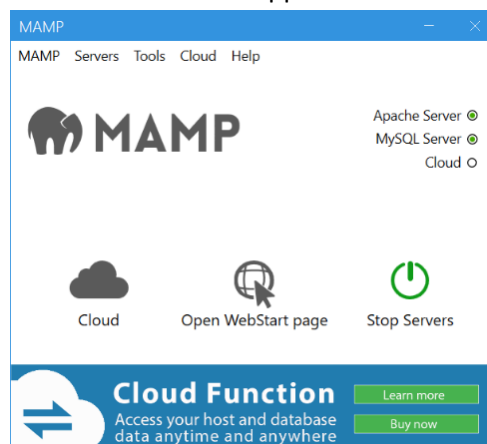 MAMP
MAMP Servers Tools Cloud Help
MAMP
Apache Server
MySQL Server
Cloud
Cloud Open WebStart page Stop Servers
Cloud Function
Access your host and database
data anytime and anywhere
Learn more
Buy now